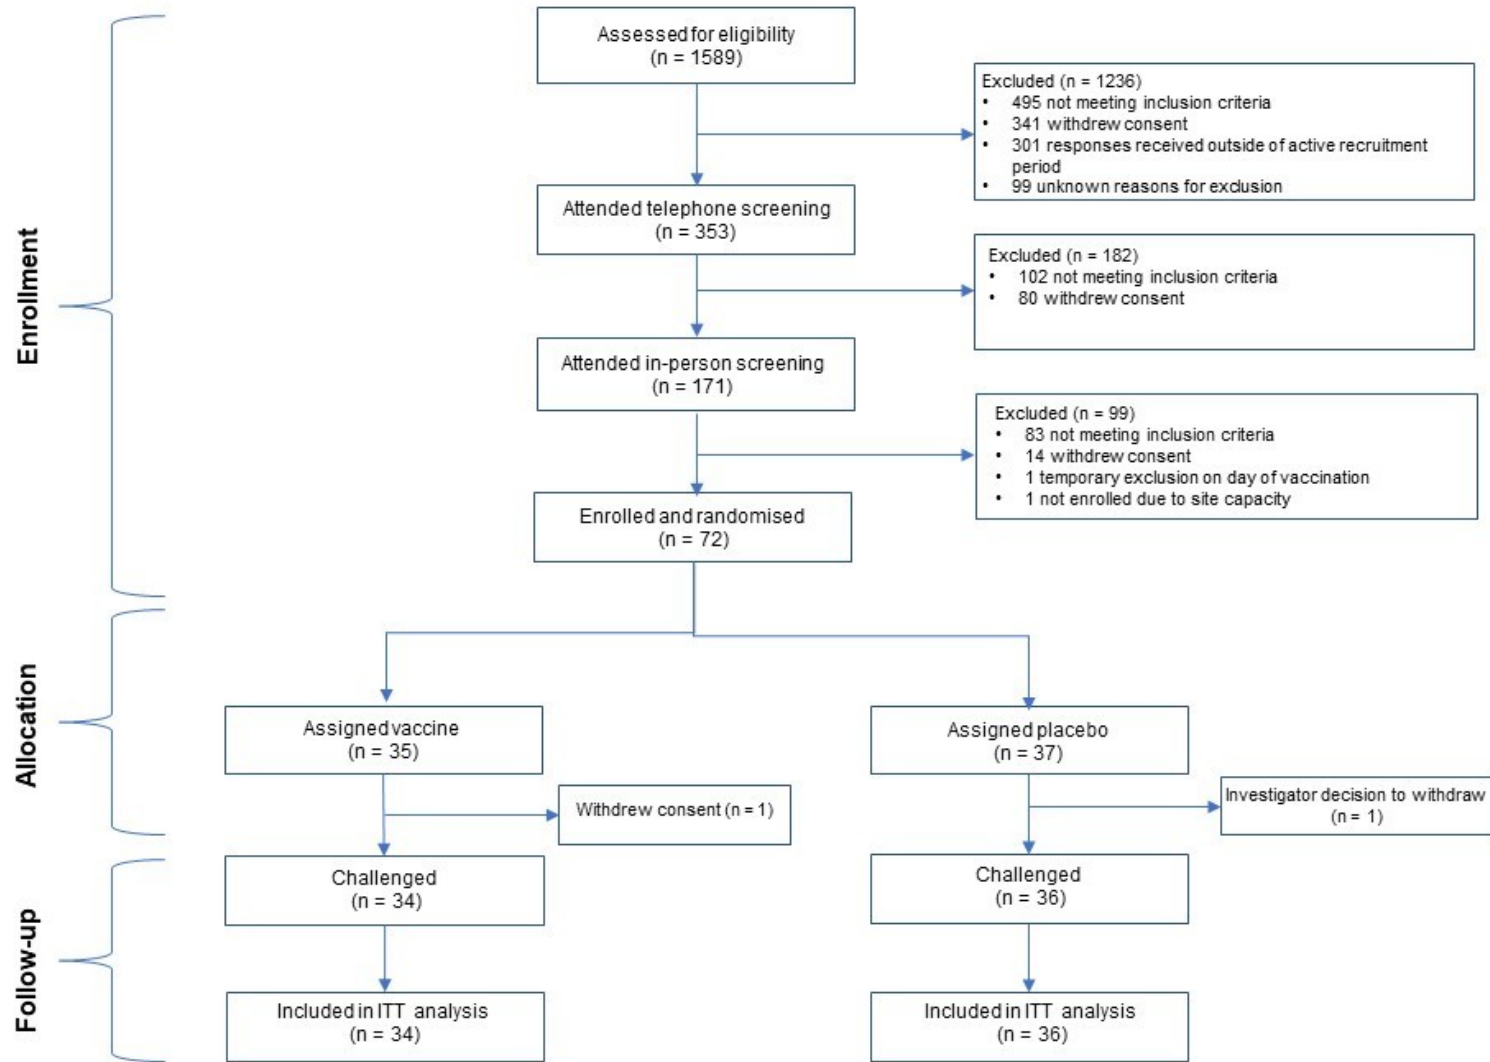 Enrollment
Assessed for eligibility
(n = 1589)
Excluded (n = 1236)
• 495 not meeting inclusion criteria
• 341 withdrew consent
• 301 responses received outside of active recruitment
period
• 99 unknown reasons for exclusion
Attended telephone screening
(n = 353)
Excluded (n = 182)
• 102 not meeting inclusion criteria
• 80 withdrew consent
Attended in-person screening
(n = 171)
Excluded (n = 99)
• 83 not meeting inclusion criteria
• 14 withdrew consent
• 1 temporary exclusion on day of vaccination
• 1 not enrolled due to site capacity
Enrolled and randomised
(n = 72)
Allocation
Assigned vaccine
(n = 35)
Withdrew consent (n = 1)
Assigned placebo
(n = 37)
Investigator decision to withdraw
(n = 1)
Follow-up
Challenged
(n = 34)
Challenged
(n = 36)
Included in ITT analysis
(n = 34)
Included in ITT analysis
(n = 36)